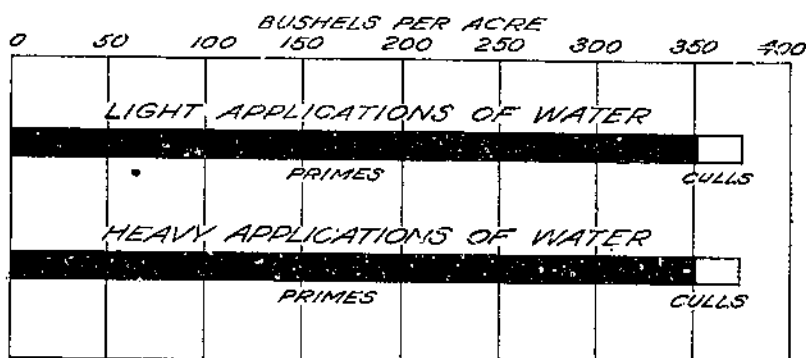 BUSHELS PER ACRE
0 50 100 150 200 250 300 350 400
LIGHT APPLICATIONS OF WATER
PRIMES CULLS
HEAVY APPLICATIONS OF WATER
PRIMES CULLS